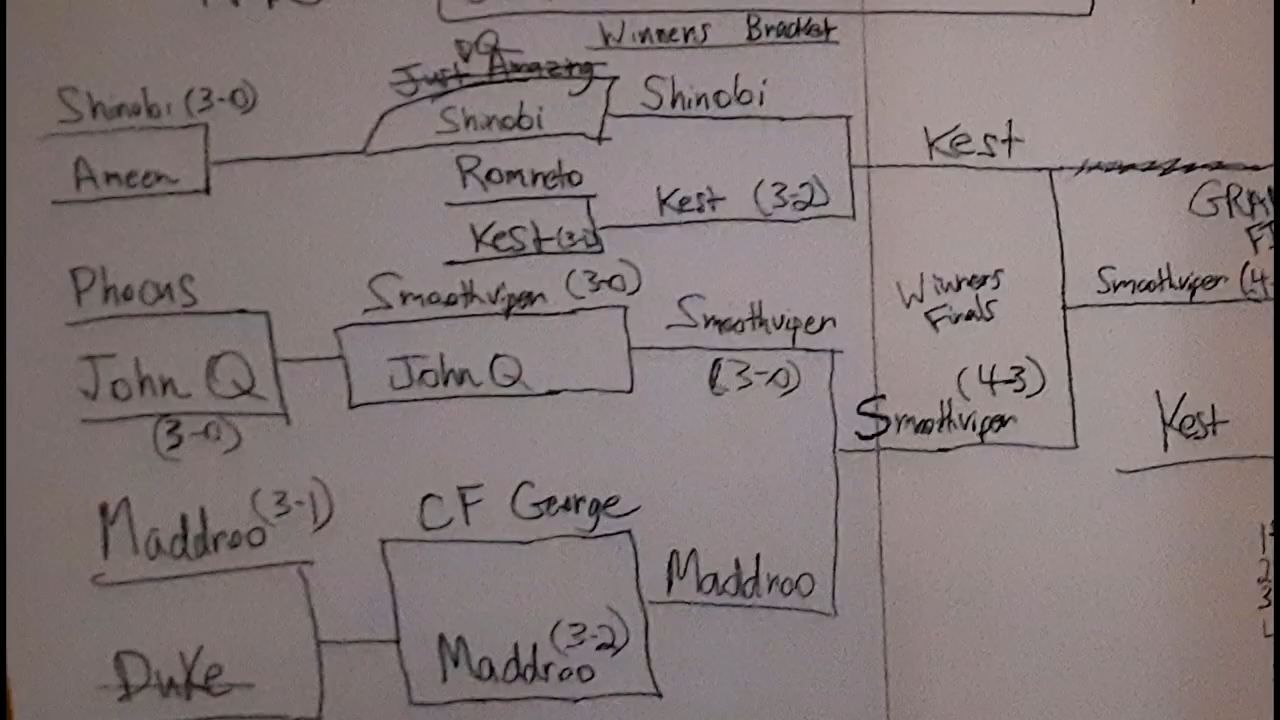 Winners Bracket
DQ
Just Amazing
Shinobi (3-0)
Shinobi
Shinobi
Ameen
Romneto
Kest
Kest
Kest (3-2)
Phocus
Smoothviper (3-0)
Smoothviper
(3-0)
John Q
(3-0)
John Q
Winners
Finals
(4-3)
Smoothviper
Smoothviper (4-
Kest
Maddroo (3-1)
CF George
Maddroo
Duke
Maddroo (3-2)
GRA
F
1
2
3